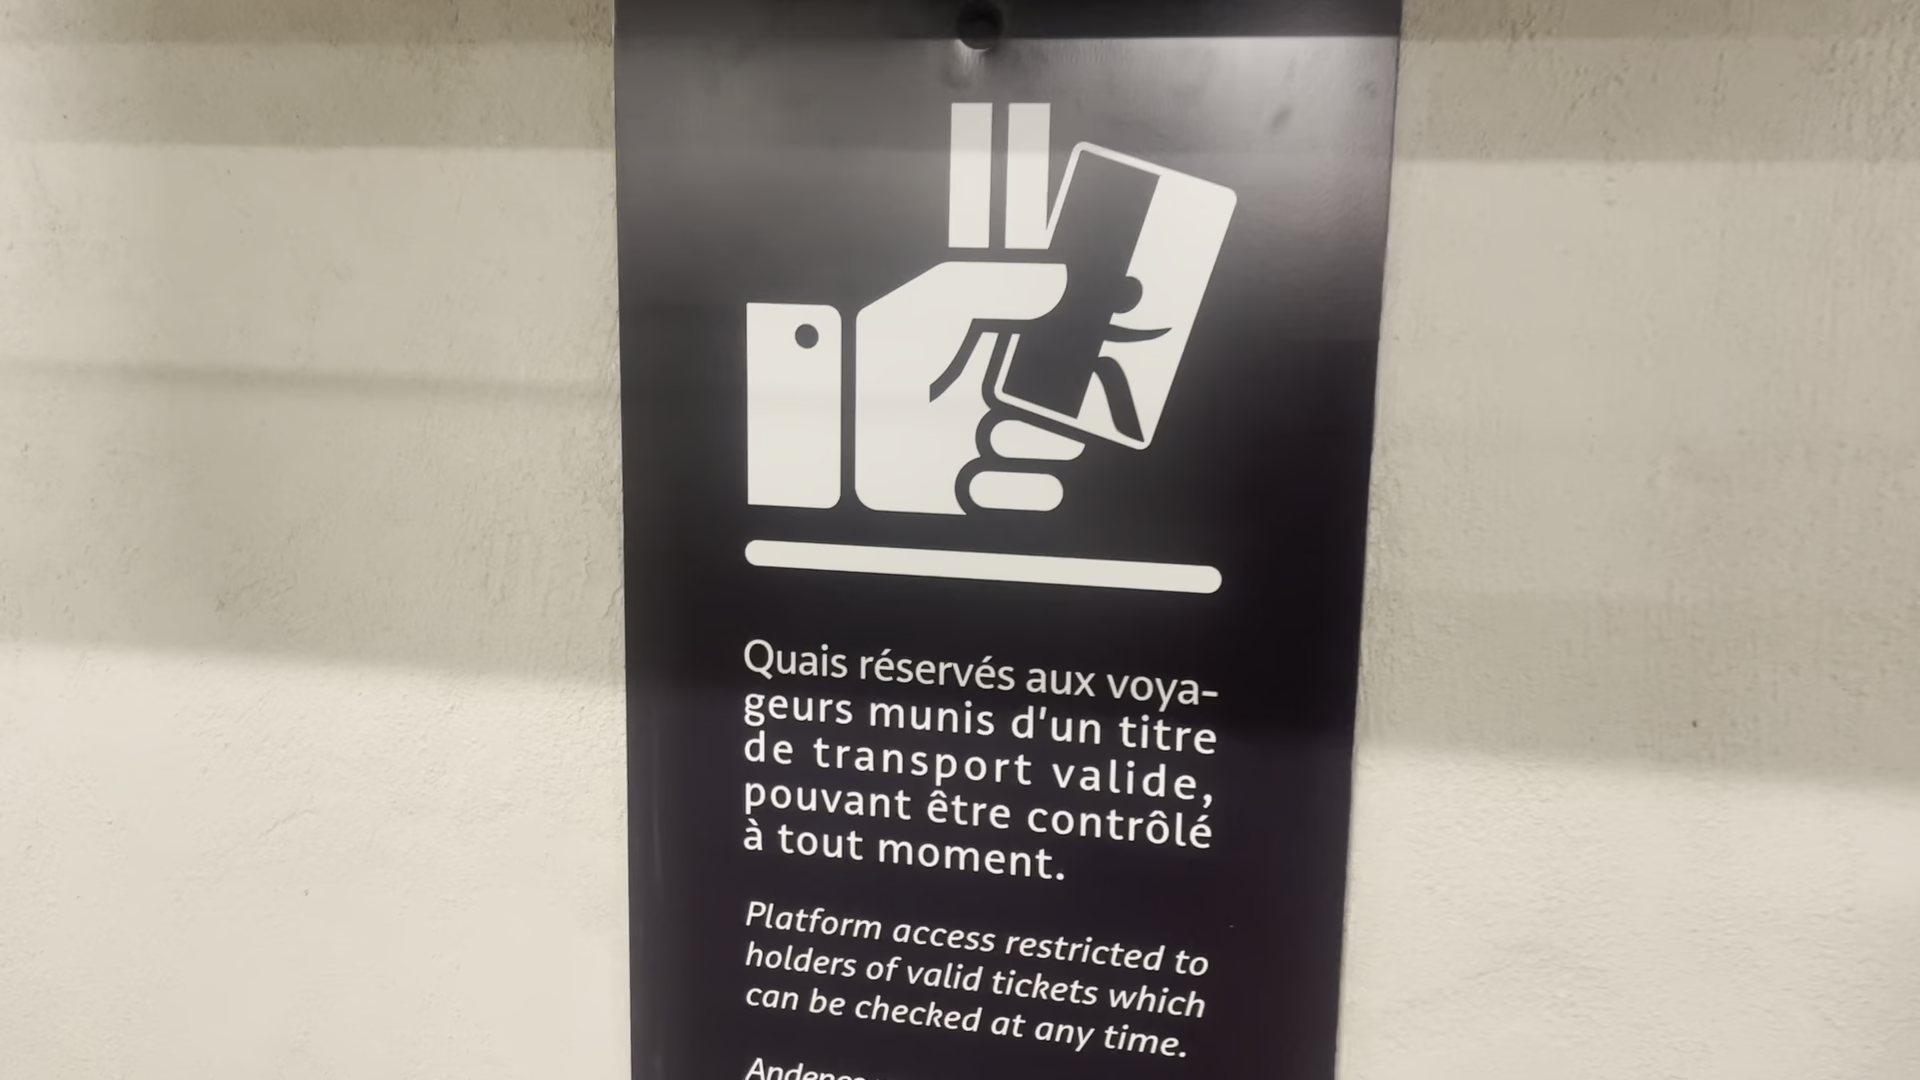 Quais réservés aux voya-
geurs munis d'un titre
de transport valide,
pouvant être contrôlé
à tout moment.
Platform access restricted to
holders of valid tickets which
can be checked at any time.